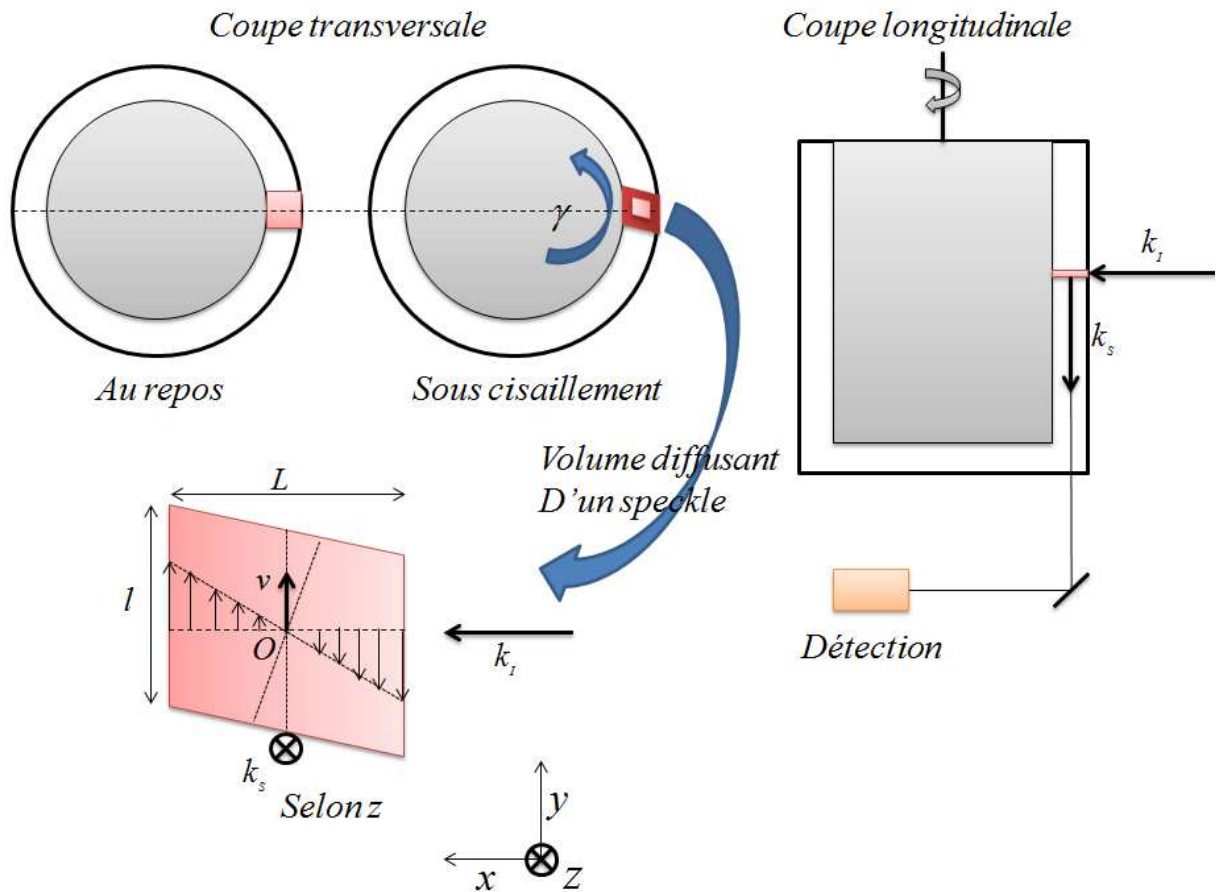 Coupe transversale
Coupe longitudinale
γ
k_I
k_s
Au repos
Sous cisaillement
Volume diffusant
D'un speckle
L
l
v
O
k_I
k_s
Selon z
Détection
y
x
z